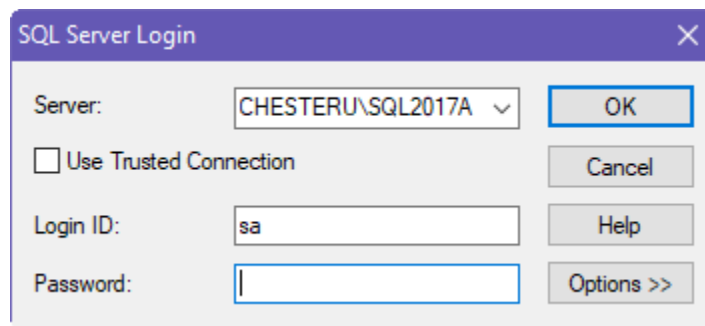 SQL Server Login
Server: CHESTERU\SQL2017A OK
Use Trusted Connection Cancel
Login ID: sa Help
Password: Options >>